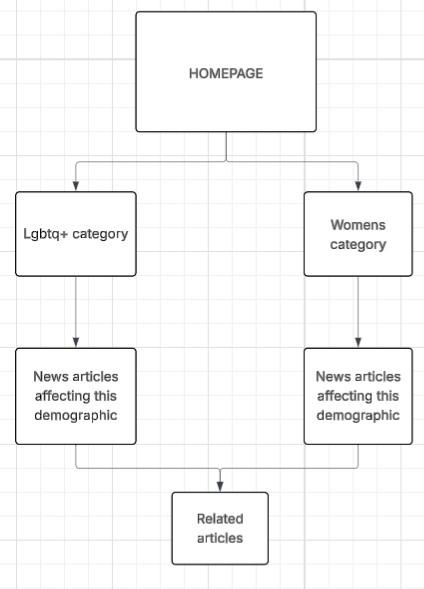 HOMEPAGE
Lgbtq+ category
Womens
category
News articles
affecting this
demographic
News articles
affecting this
demographic
Related
articles